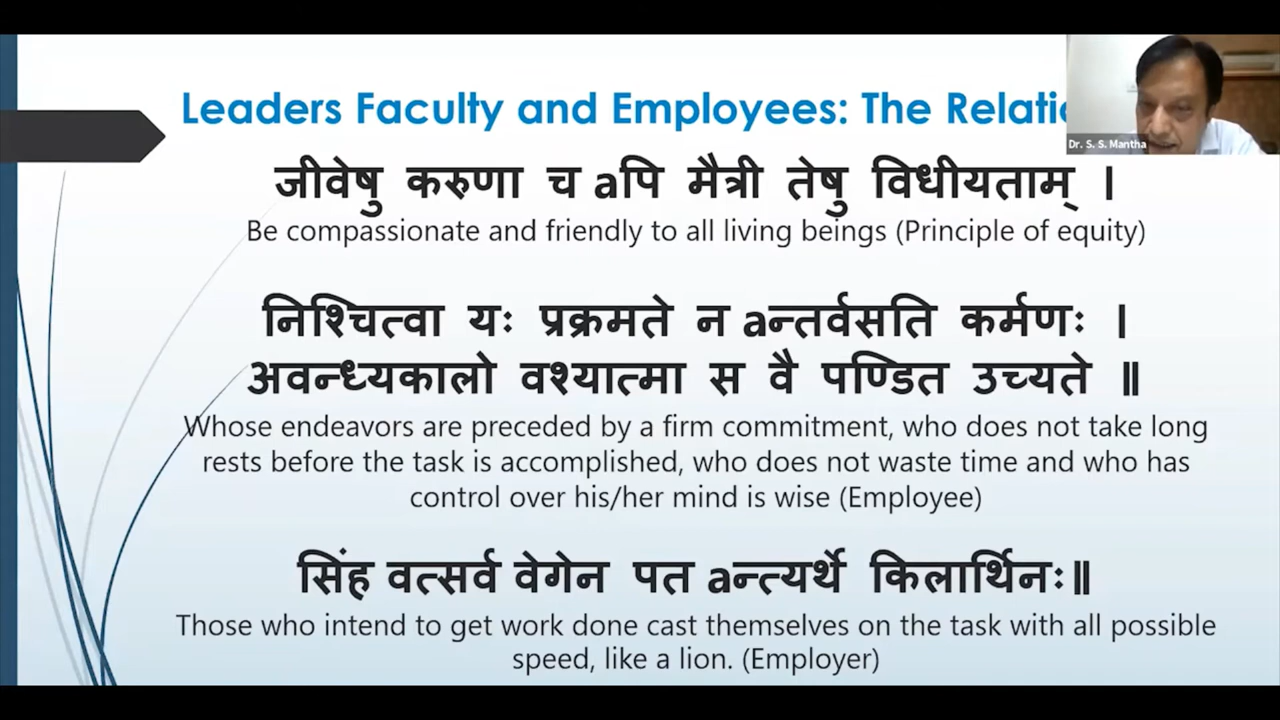 Leaders Faculty and Employees: The Relati
Dr. S. S. Mantha
जीवेषु करुणा च aपि मैत्री तेषु विधीयताम् ।
Be compassionate and friendly to all living beings (Principle of equity)
निश्चित्वा यः प्रक्रमते न aन्तर्वसति कर्मणः ।
अवन्ध्यकालो वश्यात्मा स वै पण्डित उच्यते ॥
Whose endeavors are preceded by a firm commitment, who does not take long
rests before the task is accomplished, who does not waste time and who has
control over his/her mind is wise (Employee)
सिंह वत्सर्व वेगेन पत aन्त्यर्थे किलार्थिनः॥
Those who intend to get work done cast themselves on the task with all possible
speed, like a lion. (Employer)